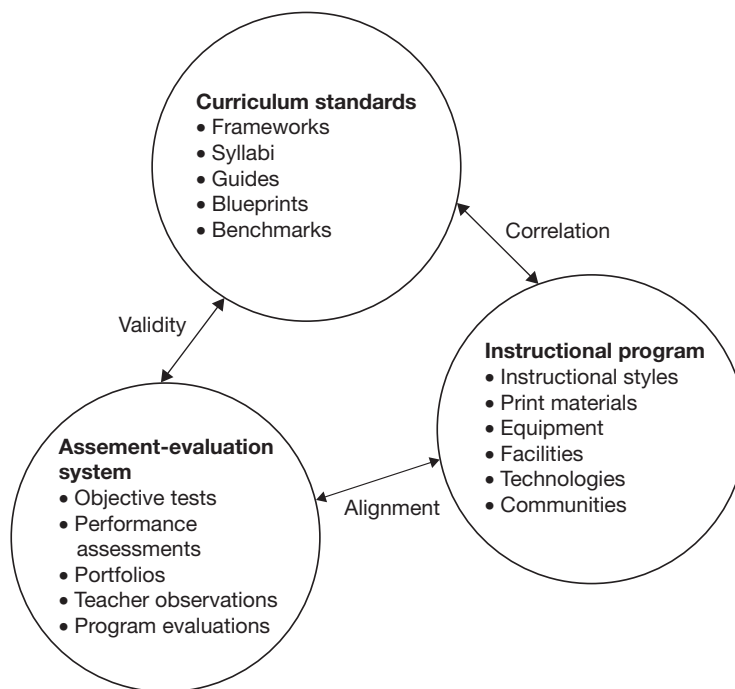 Curriculum standards
• Frameworks
• Syllabi
• Guides
• Blueprints
• Benchmarks
Correlation
Validity
Instructional program
• Instructional styles
• Print materials
• Equipment
• Facilities
• Technologies
• Communities
Assement-evaluation
system
• Objective tests
• Performance
assessments
• Portfolios
• Teacher observations
• Program evaluations
Alignment